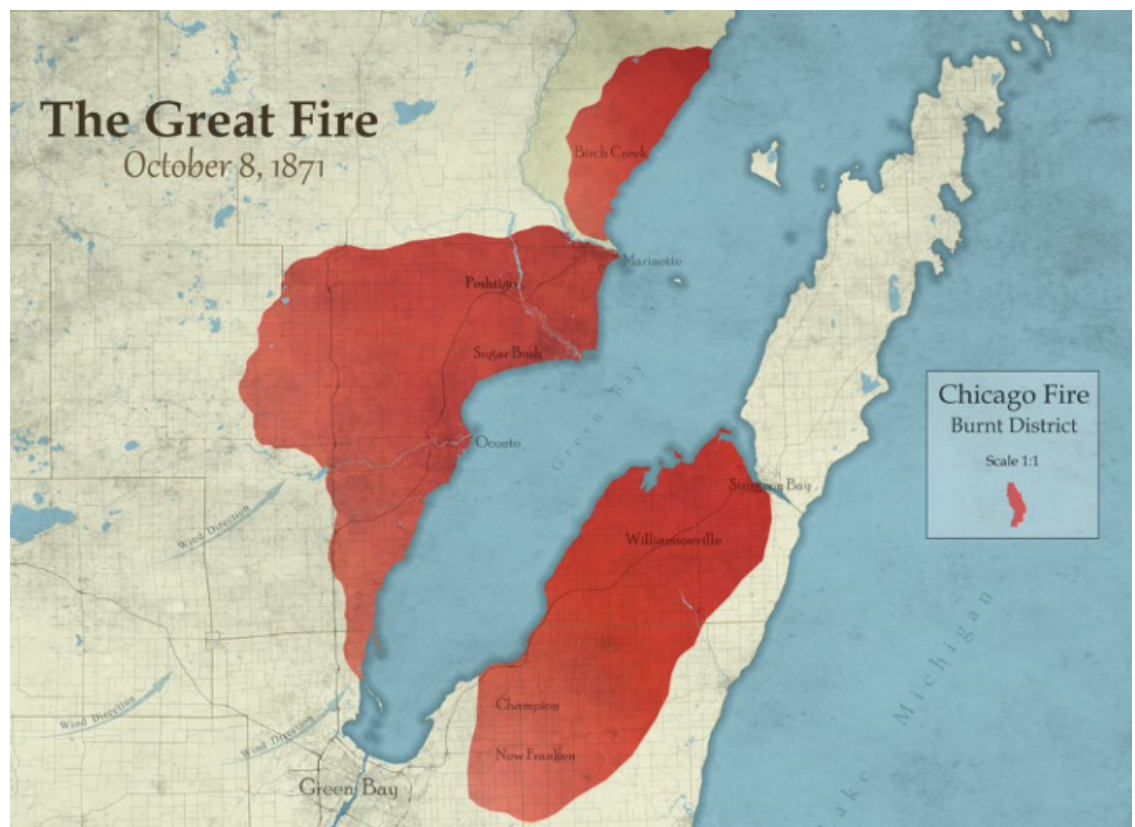 The Great Fire
October 8, 1871
Birch Creek
Marinette
Peshtigo
Sugar Bush
Green Bay
Oconto
Chicago Fire
Burnt District
Scale 1:1
Sturgeon Bay
Wind Direction
Williamsonville
Michigan
Wind Direction
Champion
Wind Direction
New Franken
Green Bay
ake